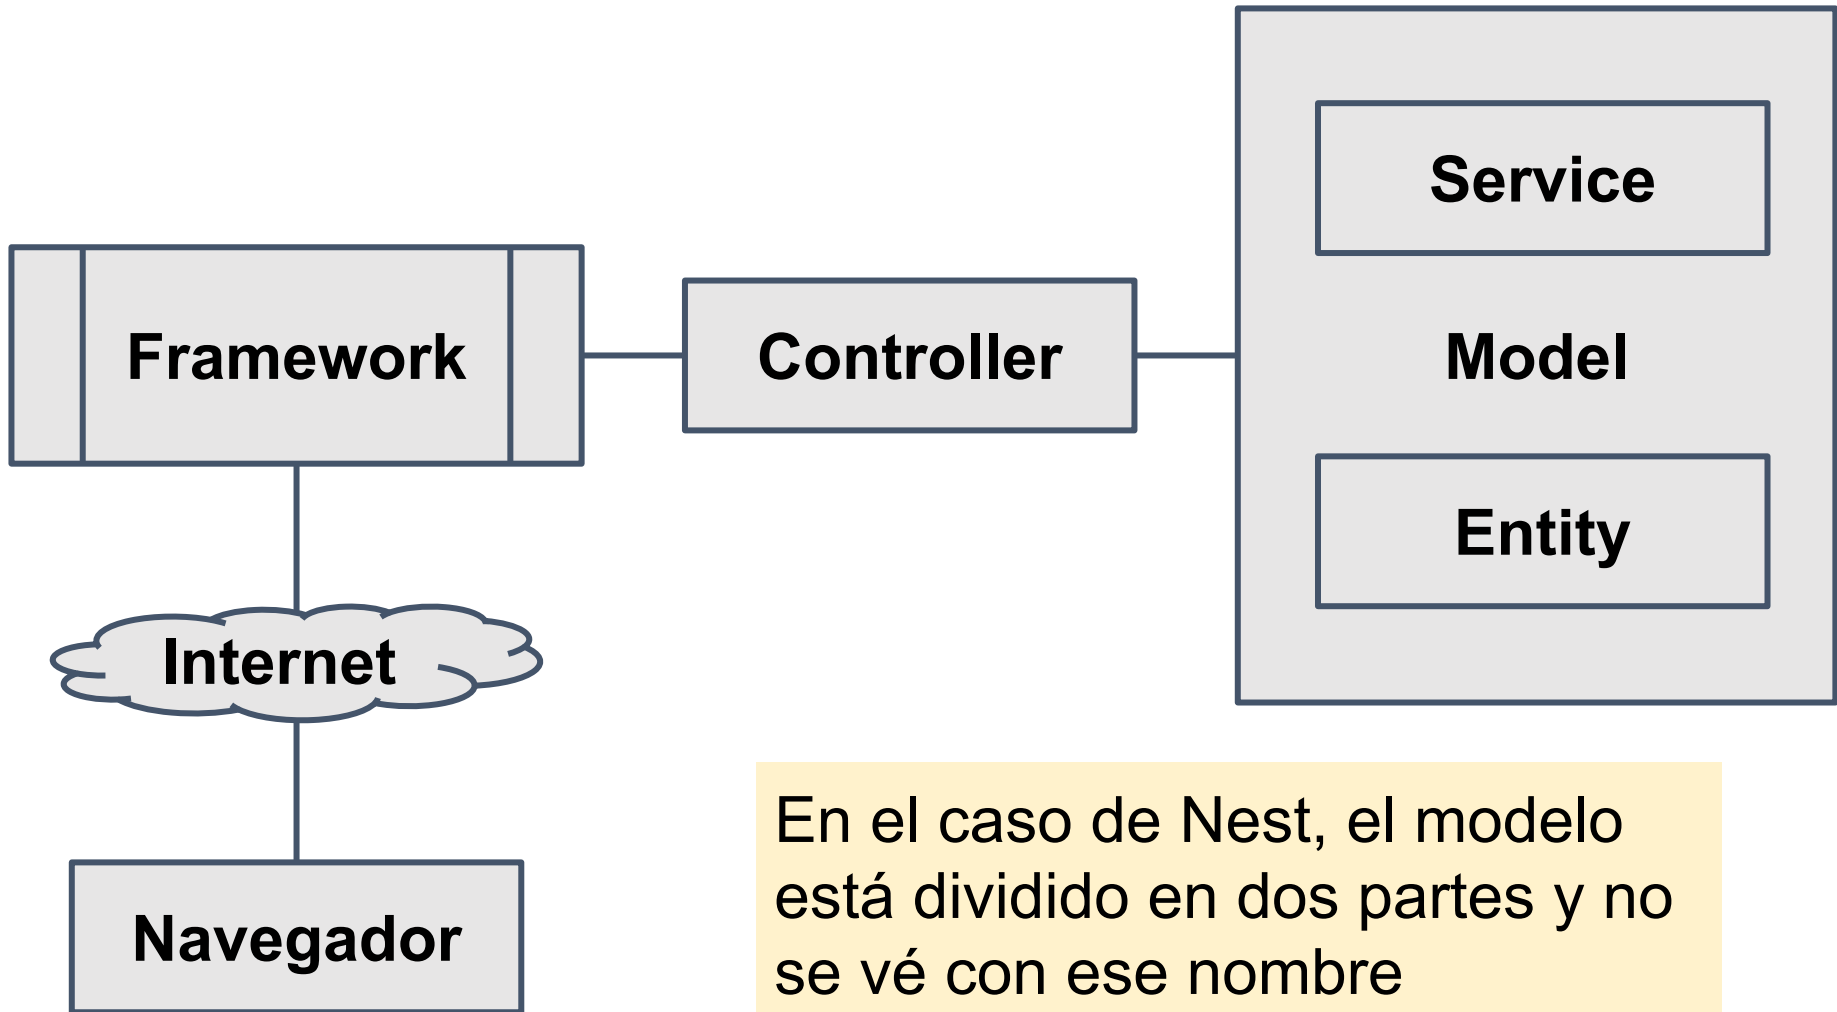 Service
Framework
Controller
Model
Entity
Internet
Navegador
En el caso de Nest, el modelo
está dividido en dos partes y no
se vé con ese nombre